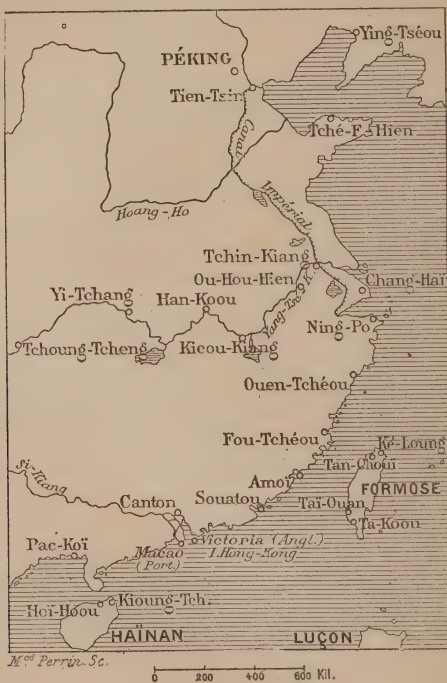 Ying-Tséou
PÉKING
Tien-Tsin
Tché-F.-Hien
Canal
Impérial
Hoang-Ho
Tchin-Kiang
Ou-Hou-Hien
Chang-Haï
Yi-Tchang
Han-Koou
Yang-Tsé-K.
Ning-Po
Tchoung-Tcheng
Kieou-Kiang
Ouen-Tchéou
Fou-Tchéou
Ké-Loung
Tan-Chouï
Amoï
FORMOSE
Si-Kiang
Souatou
Canton
Taï-Ouan
Victoria (Angl.)
Ta-Koou
Macao
I. Hong-Kong
(Port.)
Pac-Koï
Hoï-Hoou
Kioung-Tch.
HAÏNAN
LUÇON
Med Perrin. Sc.
0 200 400 600 Kil.